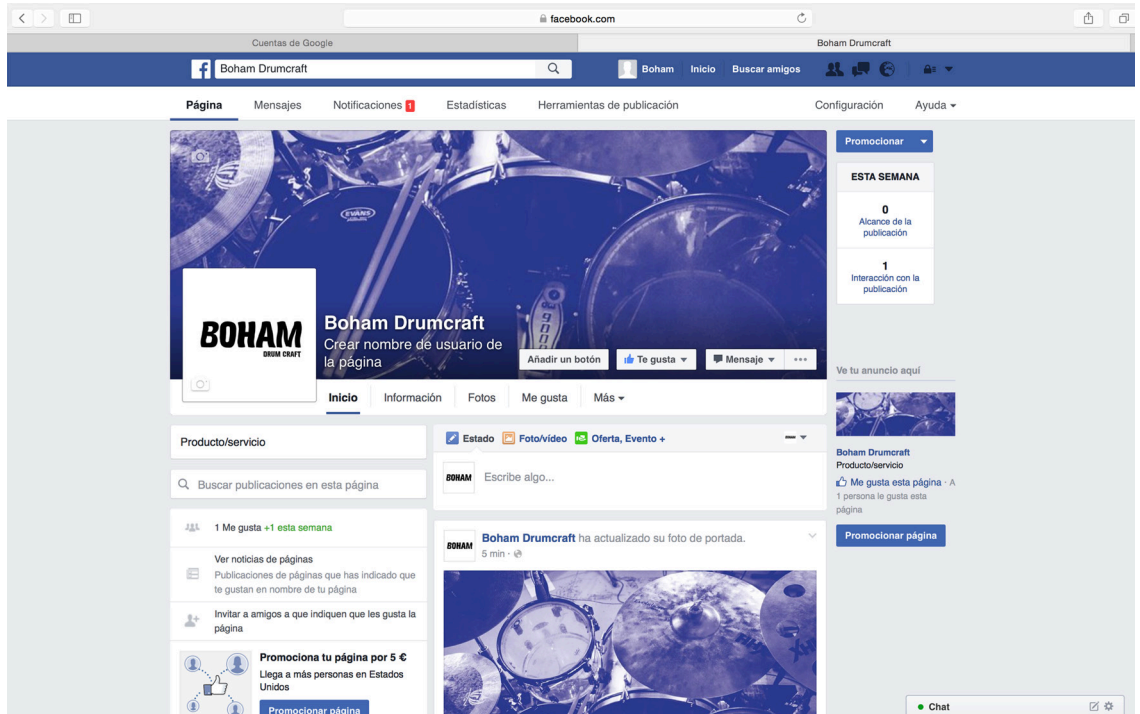 facebook.com
Cuentas de Google
Boham Drumcraft
Boham Drumcraft
Boham
Inicio
Buscar amigos
Página
Mensajes
Notificaciones 1
Estadísticas
Herramientas de publicación
Configuración
Ayuda
EVANS
BOHAM
DRUM CRAFT
Boham Drumcraft
Crear nombre de usuario de
la página
Añadir un botón
Te gusta
Mensaje
Inicio
Información
Fotos
Me gusta
Más
Promocionar
ESTA SEMANA
0
Alcance de la
publicación
1
Interacción con la
publicación
Ve tu anuncio aquí
Boham Drumcraft
Producto/servicio
Me gusta esta página · A
1 persona le gusta esta
página
Promocionar página
Producto/servicio
Buscar publicaciones en esta página
1 Me gusta +1 esta semana
Ver noticias de páginas
Publicaciones de páginas que has indicado que
te gustan en nombre de tu página
Invitar a amigos a que indiquen que les gusta la
página
Promociona tu página por 5 €
Llega a más personas en Estados
Unidos
Promocionar página
Estado
Foto/vídeo
Oferta, Evento +
BOHAM
Escribe algo...
BOHAM
Boham Drumcraft ha actualizado su foto de portada.
5 min ·
Chat